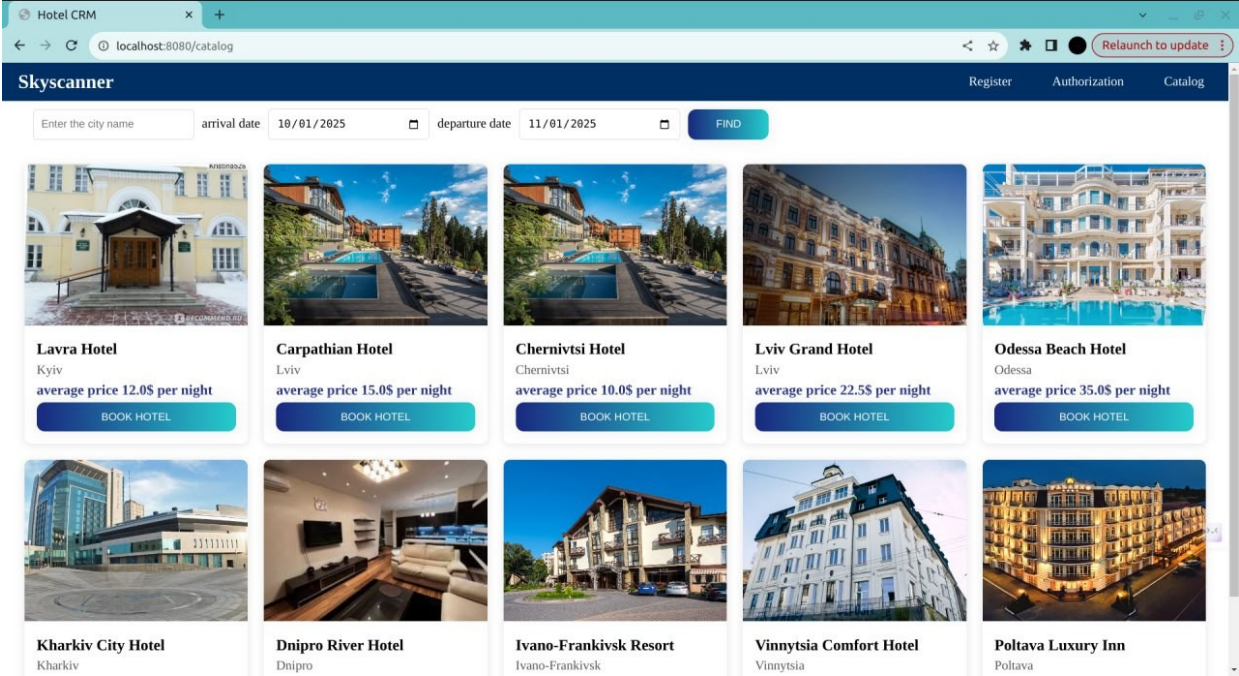 Hotel CRM
localhost:8080/catalog
Relaunch to update
Skyscanner
Register Authorization Catalog
Enter the city name arrival date 10/01/2025 departure date 11/01/2025 FIND
Kristina526
RECOMMEND.RU
Lavra Hotel
Kyiv
average price 12.0$ per night
BOOK HOTEL
Carpathian Hotel
Lviv
average price 15.0$ per night
BOOK HOTEL
Chernivtsi Hotel
Chernivtsi
average price 10.0$ per night
BOOK HOTEL
Lviv Grand Hotel
Lviv
average price 22.5$ per night
BOOK HOTEL
Odessa Beach Hotel
Odessa
average price 35.0$ per night
BOOK HOTEL
Kharkiv City Hotel
Kharkiv
Dnipro River Hotel
Dnipro
Ivano-Frankivsk Resort
Ivano-Frankivsk
Vinnytsia Comfort Hotel
Vinnytsia
Poltava Luxury Inn
Poltava